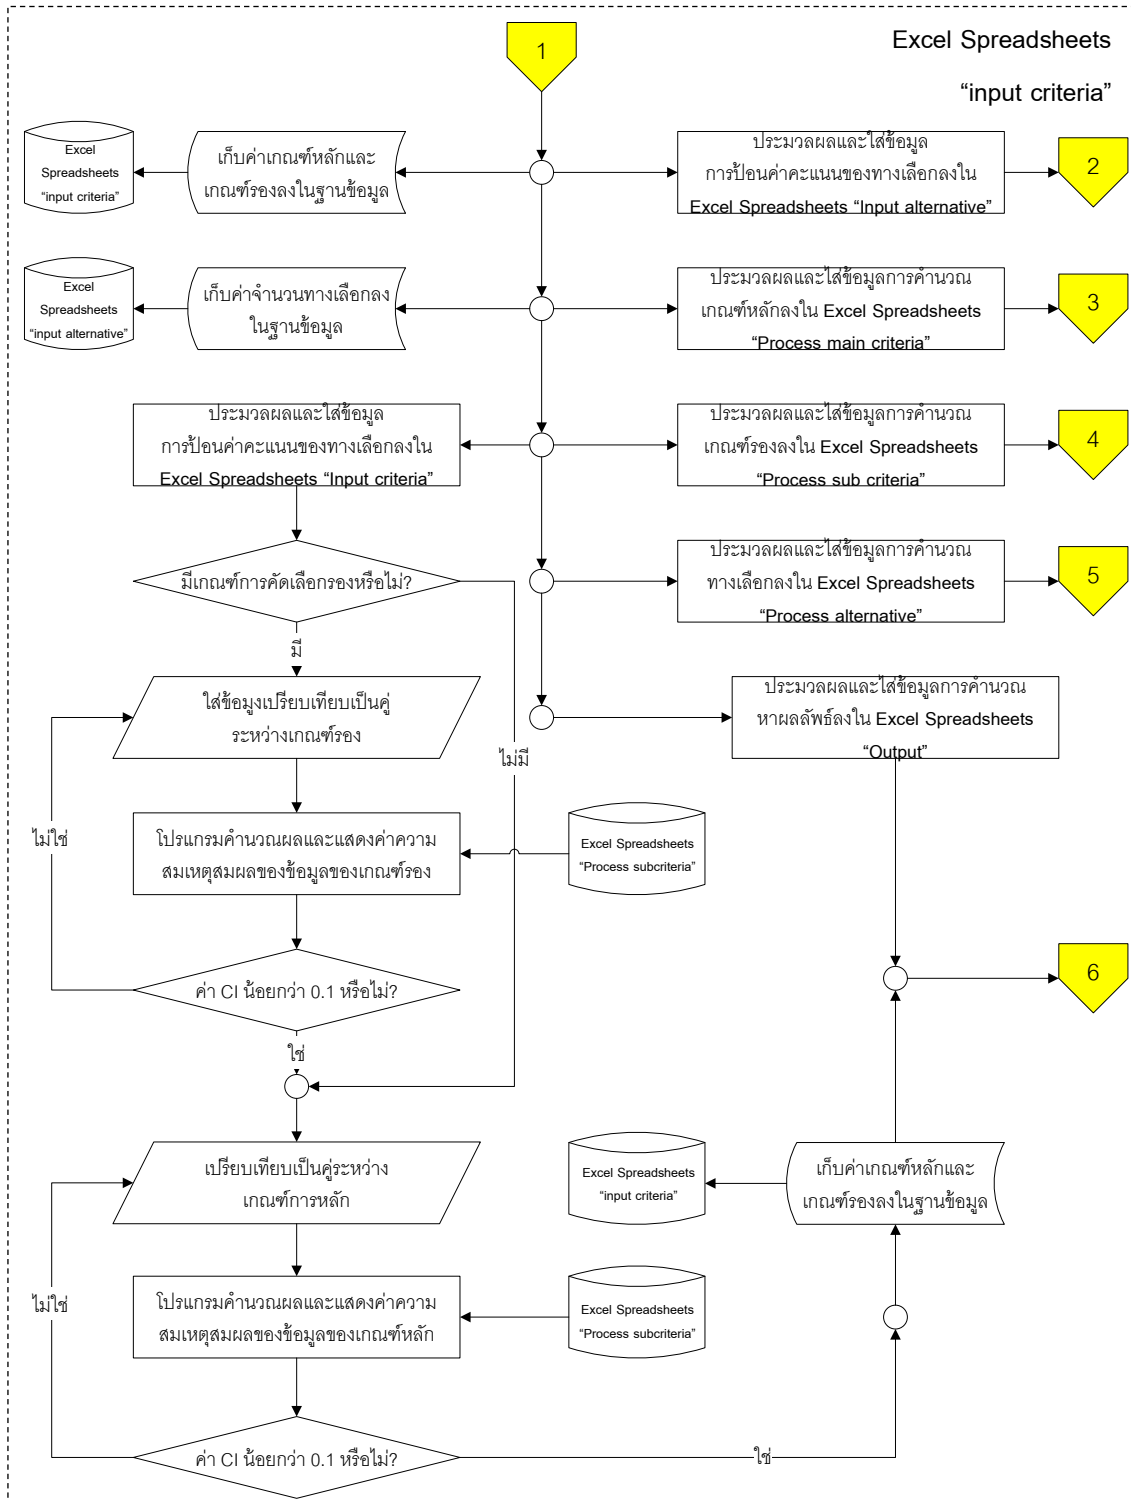 Excel Spreadsheets
“input criteria”
1
Excel
Spreadsheets
“input criteria”
เก็บค่าเกณฑ์หลักและ
เกณฑ์รองลงในฐานข้อมูล
ประมวลผลและใส่ข้อมูล
การป้อนค่าคะแนนของทางเลือกลงใน
Excel Spreadsheets “Input alternative”
2
Excel
Spreadsheets
“input alternative”
เก็บค่าจำนวนทางเลือกลง
ในฐานข้อมูล
ประมวลผลและใส่ข้อมูลการคำนวณ
เกณฑ์หลักลงใน Excel Spreadsheets
“Process main criteria”
3
ประมวลผลและใส่ข้อมูล
การป้อนค่าคะแนนของทางเลือกลงใน
Excel Spreadsheets “Input criteria”
ประมวลผลและใส่ข้อมูลการคำนวณ
เกณฑ์รองลงใน Excel Spreadsheets
“Process sub criteria”
4
มีเกณฑ์การคัดเลือกรองหรือไม่?
ประมวลผลและใส่ข้อมูลการคำนวณ
ทางเลือกลงใน Excel Spreadsheets
“Process alternative”
5
มี
ใส่ข้อมูงเปรียบเทียบเป็นคู่
ระหว่างเกณฑ์รอง
ประมวลผลและใส่ข้อมูลการคำนวณ
หาผลลัพธ์ลงใน Excel Spreadsheets
“Output”
ไม่มี
ไม่ใช่
โปรแกรมคำนวณผลและแสดงค่าความ
สมเหตุสมผลของข้อมูลของเกณฑ์รอง
Excel Spreadsheets
“Process subcriteria”
ค่า CI น้อยกว่า 0.1 หรือไม่?
6
ใช่
เปรียบเทียบเป็นคู่ระหว่าง
เกณฑ์การหลัก
Excel Spreadsheets
“input criteria”
เก็บค่าเกณฑ์หลักและ
เกณฑ์รองลงในฐานข้อมูล
ไม่ใช่
โปรแกรมคำนวณผลและแสดงค่าความ
สมเหตุสมผลของข้อมูลของเกณฑ์หลัก
Excel Spreadsheets
“Process subcriteria”
ค่า CI น้อยกว่า 0.1 หรือไม่?
ใช่